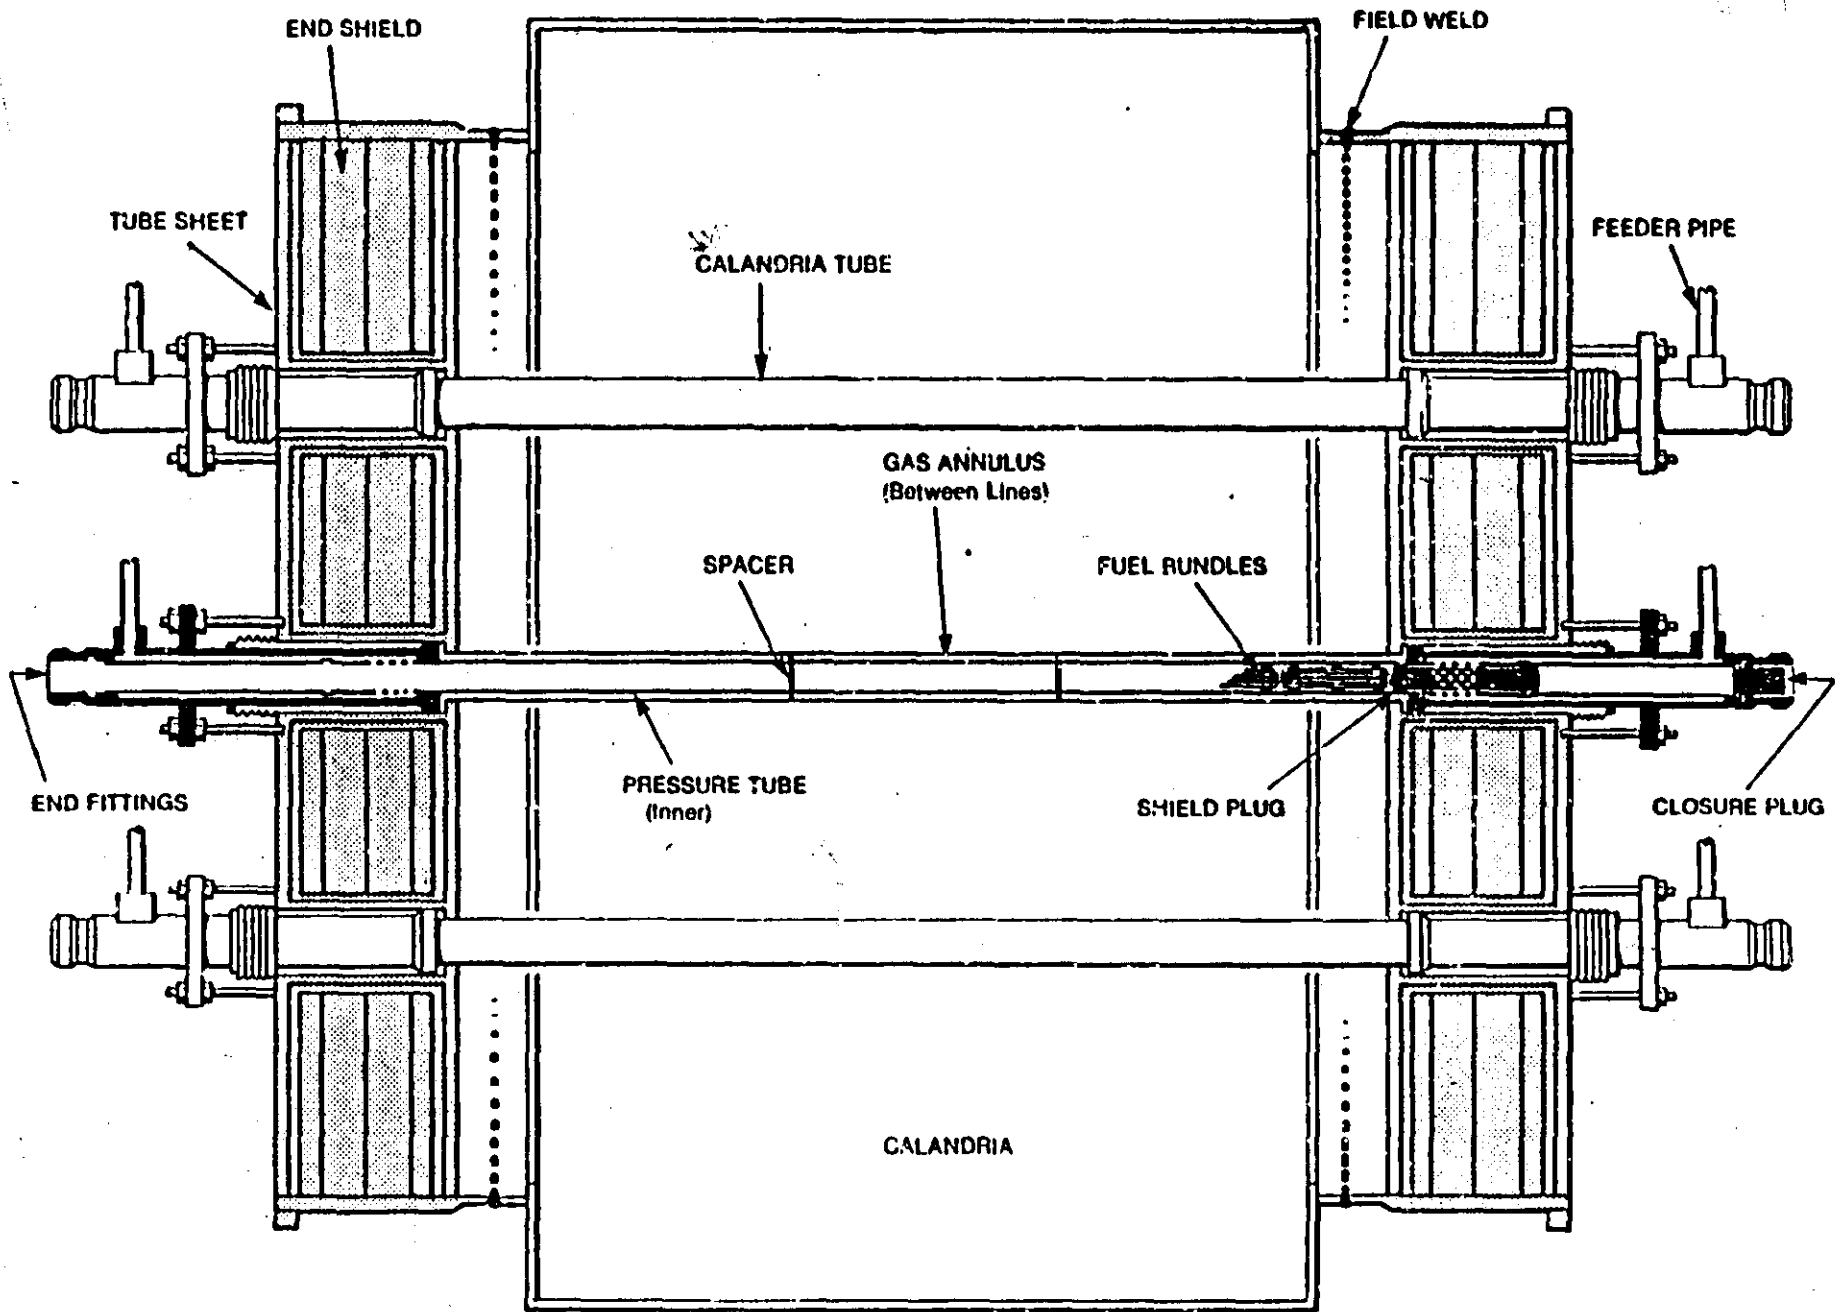 END SHIELD
FIELD WELD
TUBE SHEET
FEEDER PIPE
CALANDRIA TUBE
GAS ANNULUS
(Between Lines)
SPACER
FUEL RUNDLES
PRESSURE TUBE
(Inner)
END FITTINGS
SHIELD PLUG
CLOSURE PLUG
CALANDRIA